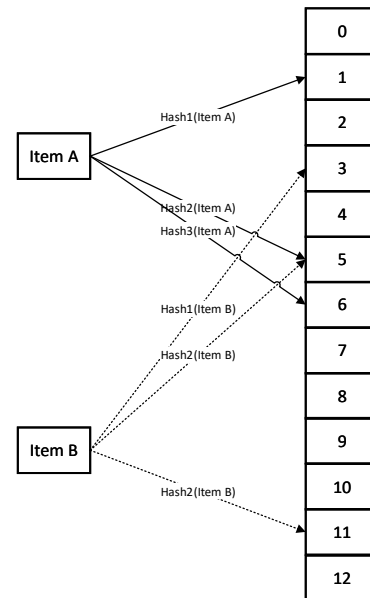 0
1
Hash1(Item A)
2
Item A
3
Hash2(Item A)
4
Hash3(Item A)
5
6
Hash1(Item B)
7
Hash2(Item B)
8
9
Item B
10
Hash2(Item B)
11
12